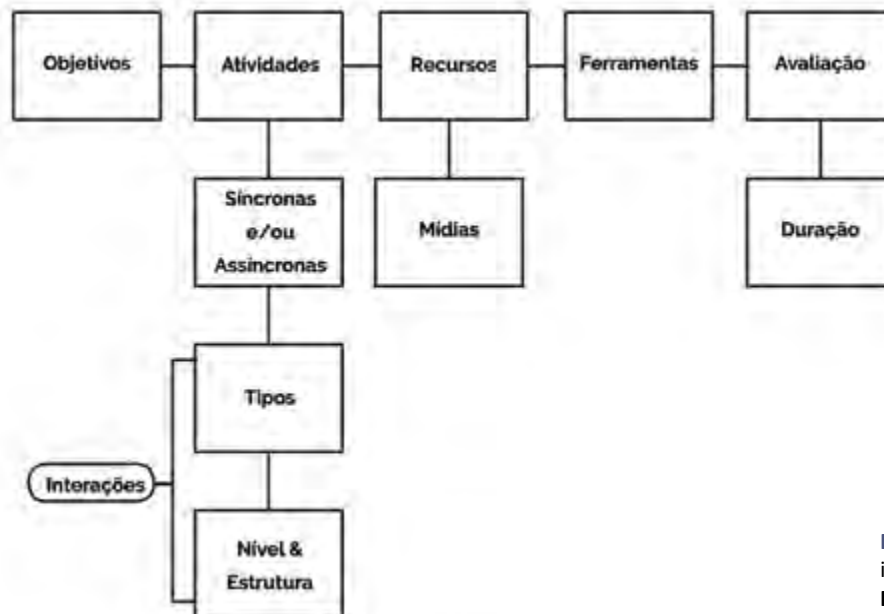 Objetivos
Atividades
Recursos
Ferramentas
Avaliação
Síncronas
e/ou
Assíncronas
Mídias
Duração
Tipos
Interações
Nível &
Estrutura